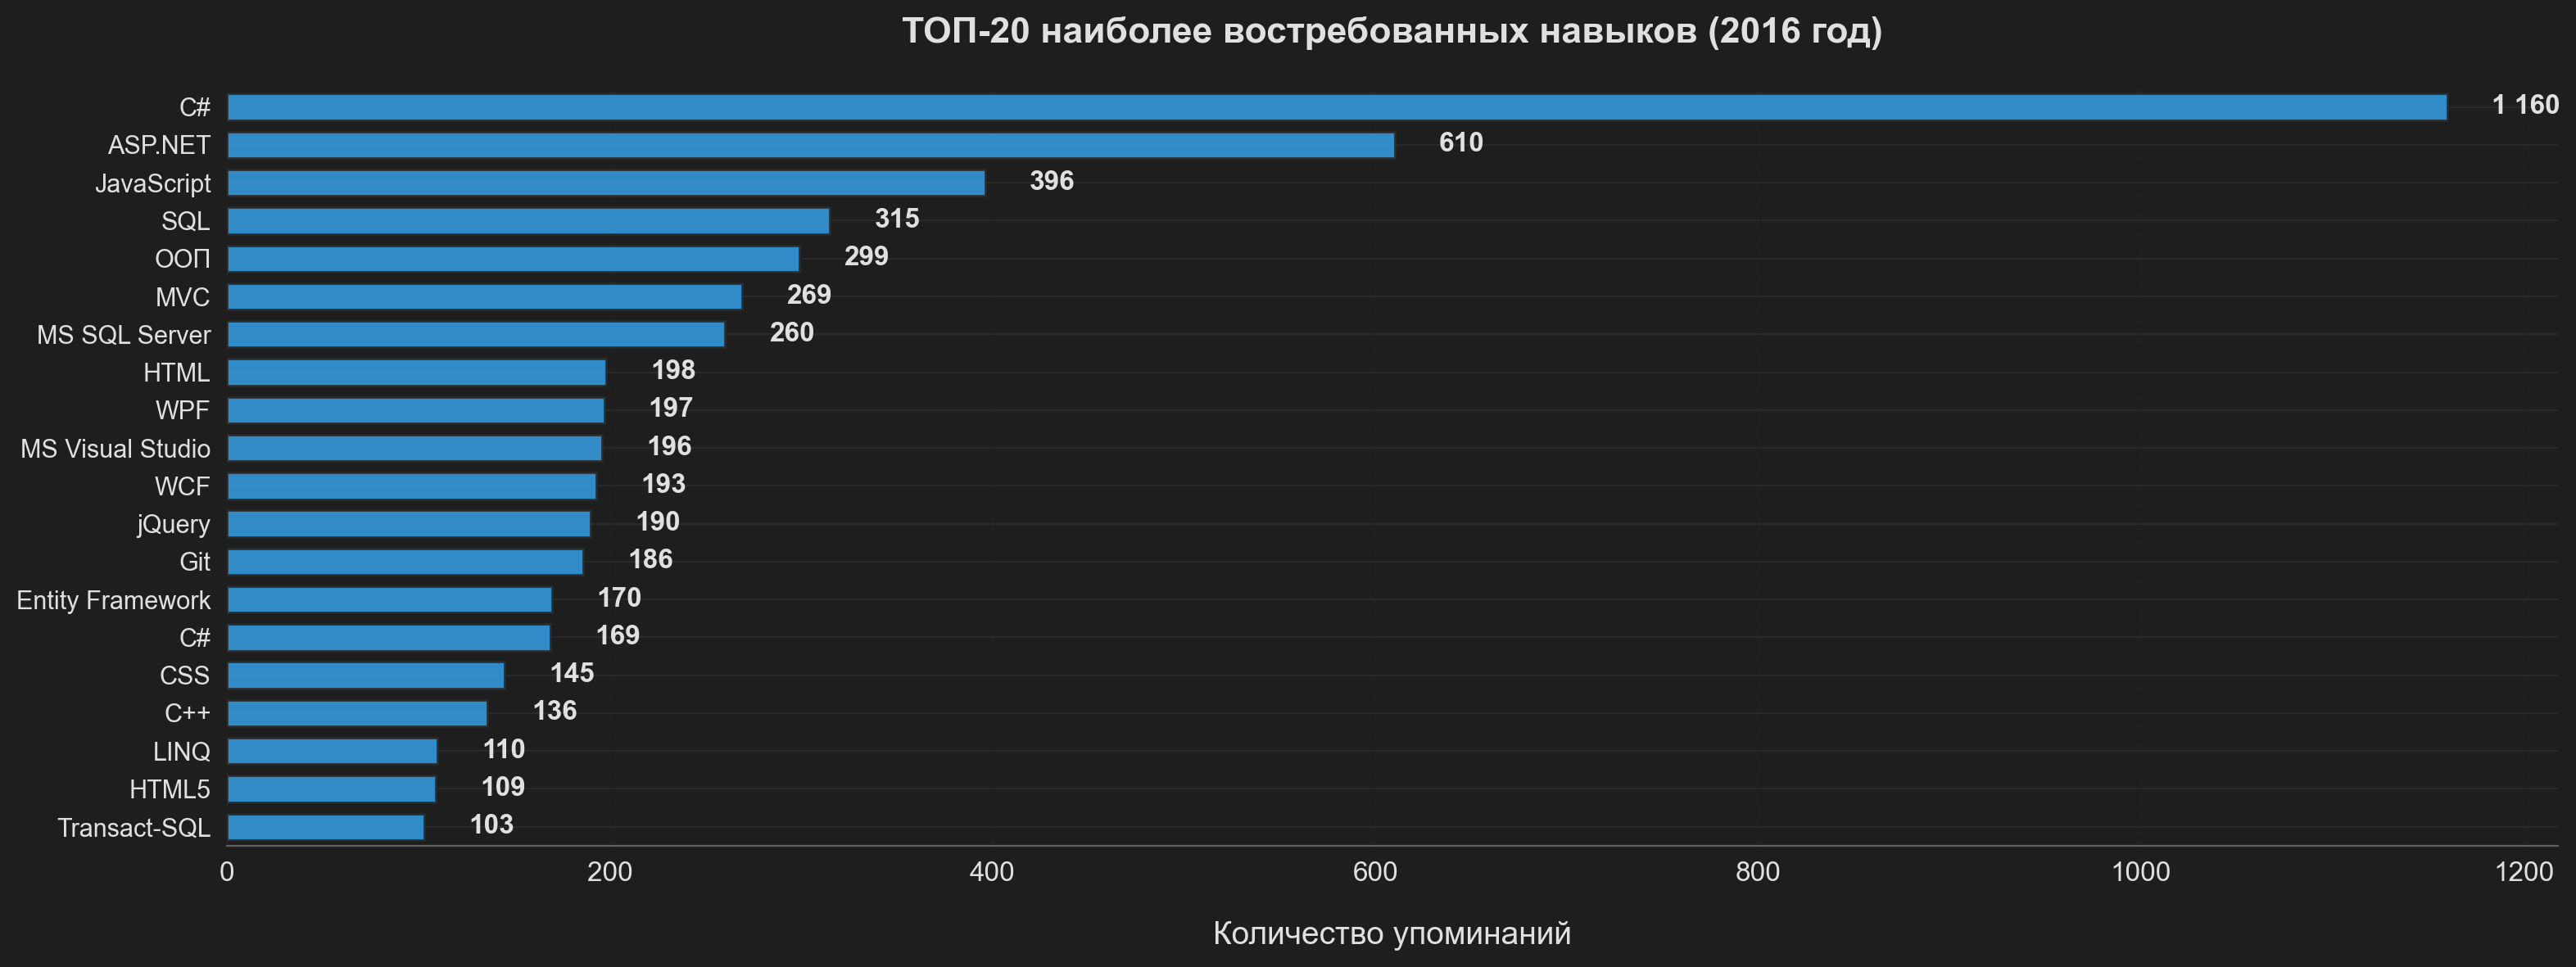 ТОП-20 наиболее востребованных навыков (2016 год)
C# 1 160
ASP.NET 610
JavaScript 396
SQL 315
ООП 299
MVC 269
MS SQL Server 260
HTML 198
WPF 197
MS Visual Studio 196
WCF 193
jQuery 190
Git 186
Entity Framework 170
C# 169
CSS 145
C++ 136
LINQ 110
HTML5 109
Transact-SQL 103
0 200 400 600 800 1000 1200
Количество упоминаний